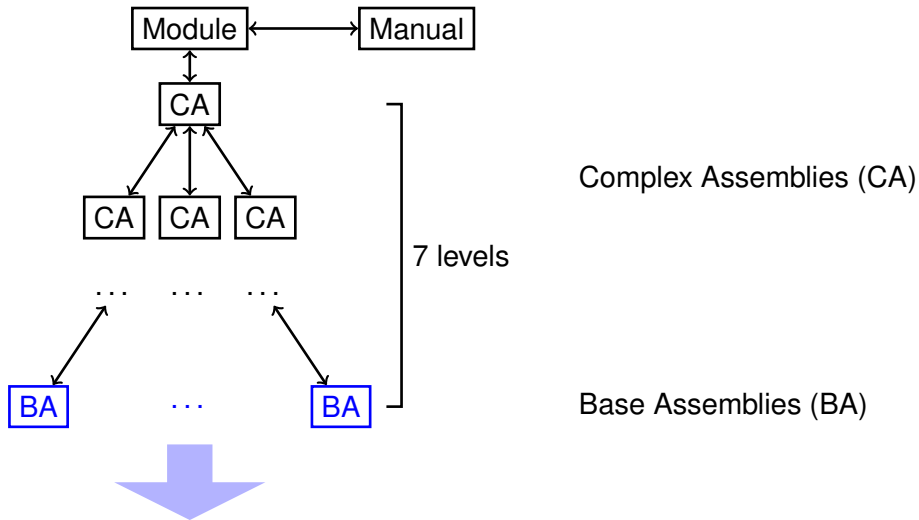 Module Manual
CA
Complex Assemblies (CA)
CA CA CA
7 levels
... ... ...
BA ... BA
Base Assemblies (BA)